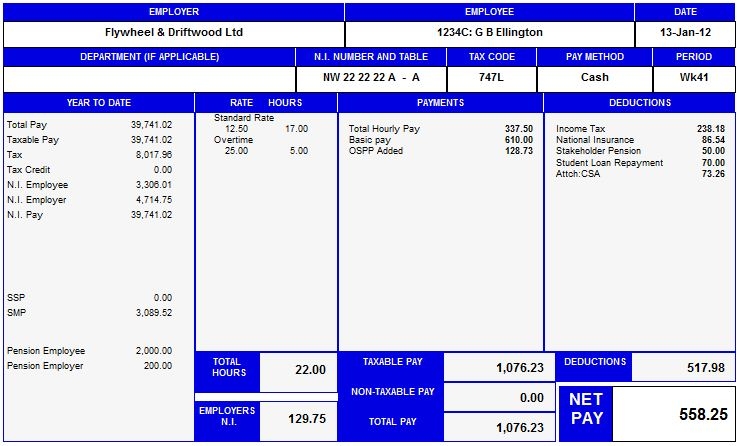 EMPLOYER EMPLOYEE DATE
Flywheel & Driftwood Ltd 1234C: G B Ellington 13-Jan-12
DEPARTMENT (IF APPLICABLE) N.I. NUMBER AND TABLE TAX CODE PAY METHOD PERIOD
NW 22 22 22 A - A 747L Cash Wk41
YEAR TO DATE RATE HOURS PAYMENTS DEDUCTIONS
Total Pay 39,741.02
Taxable Pay 39,741.02
Tax 8,017.96
Tax Credit 0.00
N.I. Employee 3,306.01
N.I. Employer 4,714.75
N.I. Pay 39,741.02
SSP 0.00
SMP 3,089.52
Pension Employee 2,000.00
Pension Employer 200.00
Standard Rate
12.50 17.00
Overtime
25.00 5.00
Total Hourly Pay 337.50
Basic pay 610.00
OSPP Added 128.73
Income Tax 238.18
National Insurance 86.54
Stakeholder Pension 50.00
Student Loan Repayment 70.00
Attch:CSA 73.26
TOTAL HOURS 22.00
EMPLOYERS N.I. 129.75
TAXABLE PAY 1,076.23
NON-TAXABLE PAY 0.00
TOTAL PAY 1,076.23
DEDUCTIONS 517.98
NET PAY 558.25